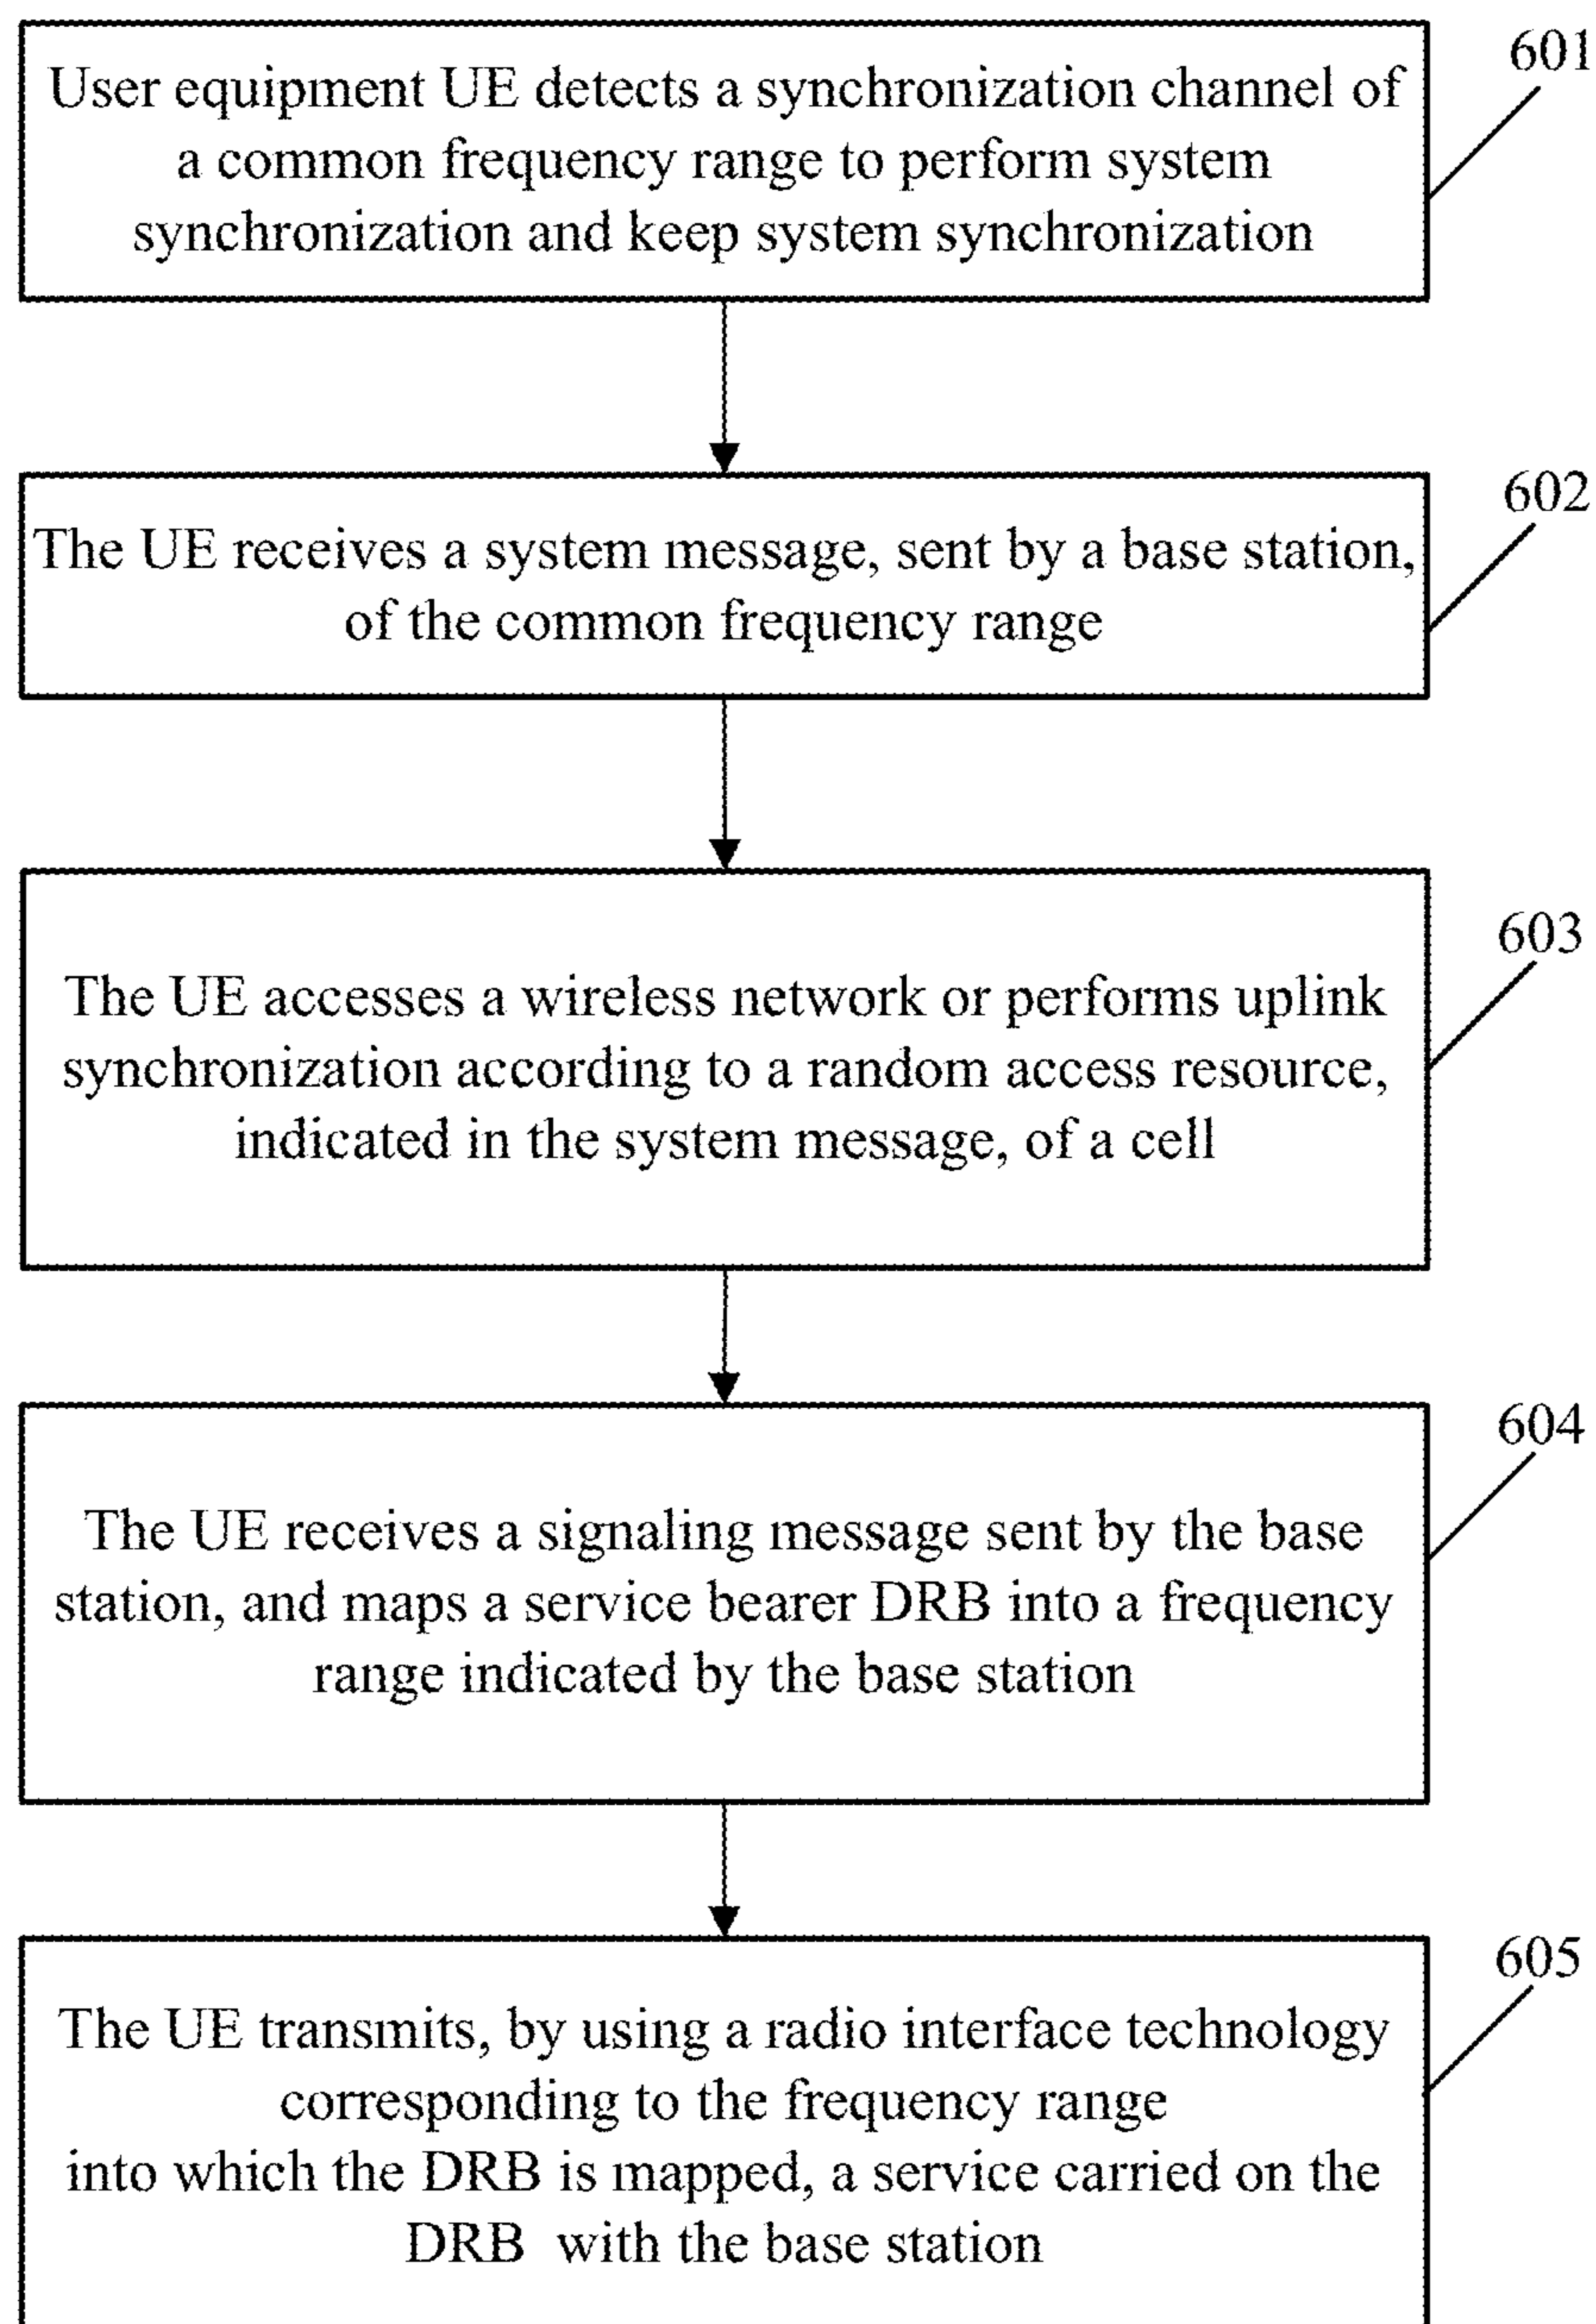 601
User equipment UE detects a synchronization channel of
a common frequency range to perform system
synchronization and keep system synchronization
602
The UE receives a system message, sent by a base station,
of the common frequency range
603
The UE accesses a wireless network or performs uplink
synchronization according to a random access resource,
indicated in the system message, of a cell
604
The UE receives a signaling message sent by the base
station, and maps a service bearer DRB into a frequency
range indicated by the base station
605
The UE transmits, by using a radio interface technology
corresponding to the frequency range
into which the DRB is mapped, a service carried on the
DRB with the base station